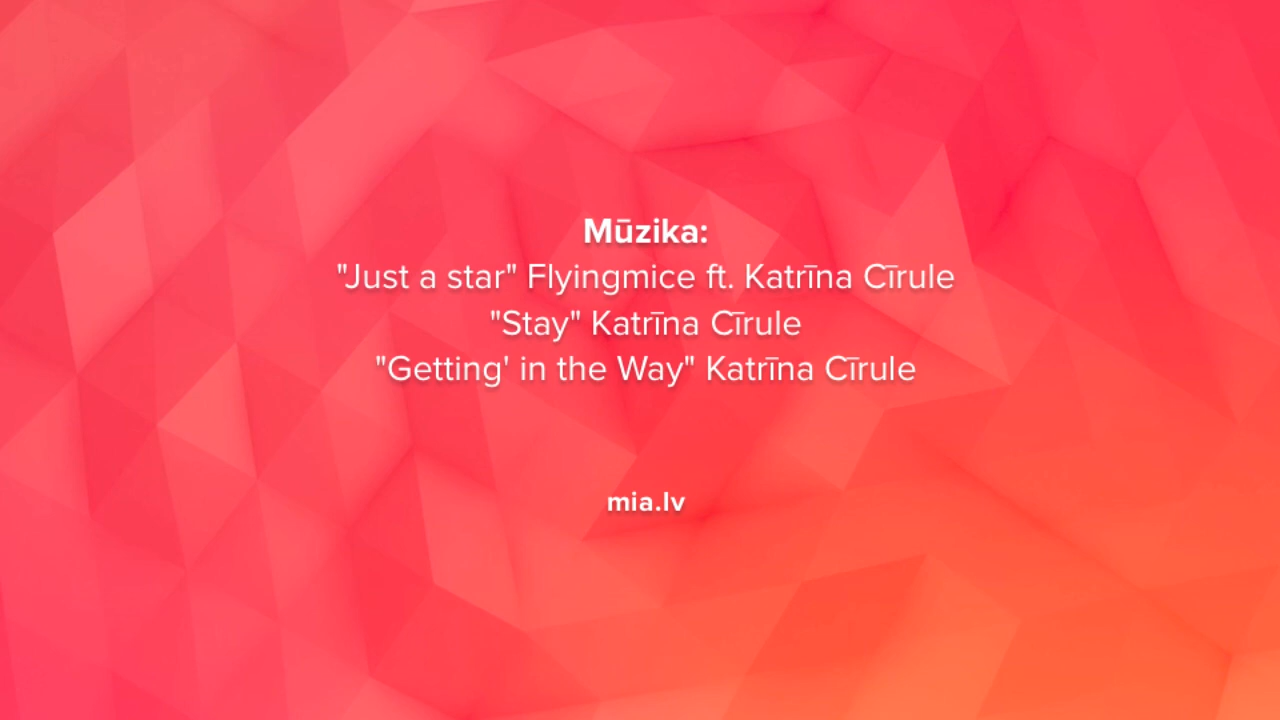 Mūzika:
"Just a star" Flyingmice ft. Katrīna Cīrule
"Stay" Katrīna Cīrule
"Getting' in the Way" Katrīna Cīrule
mia.lv